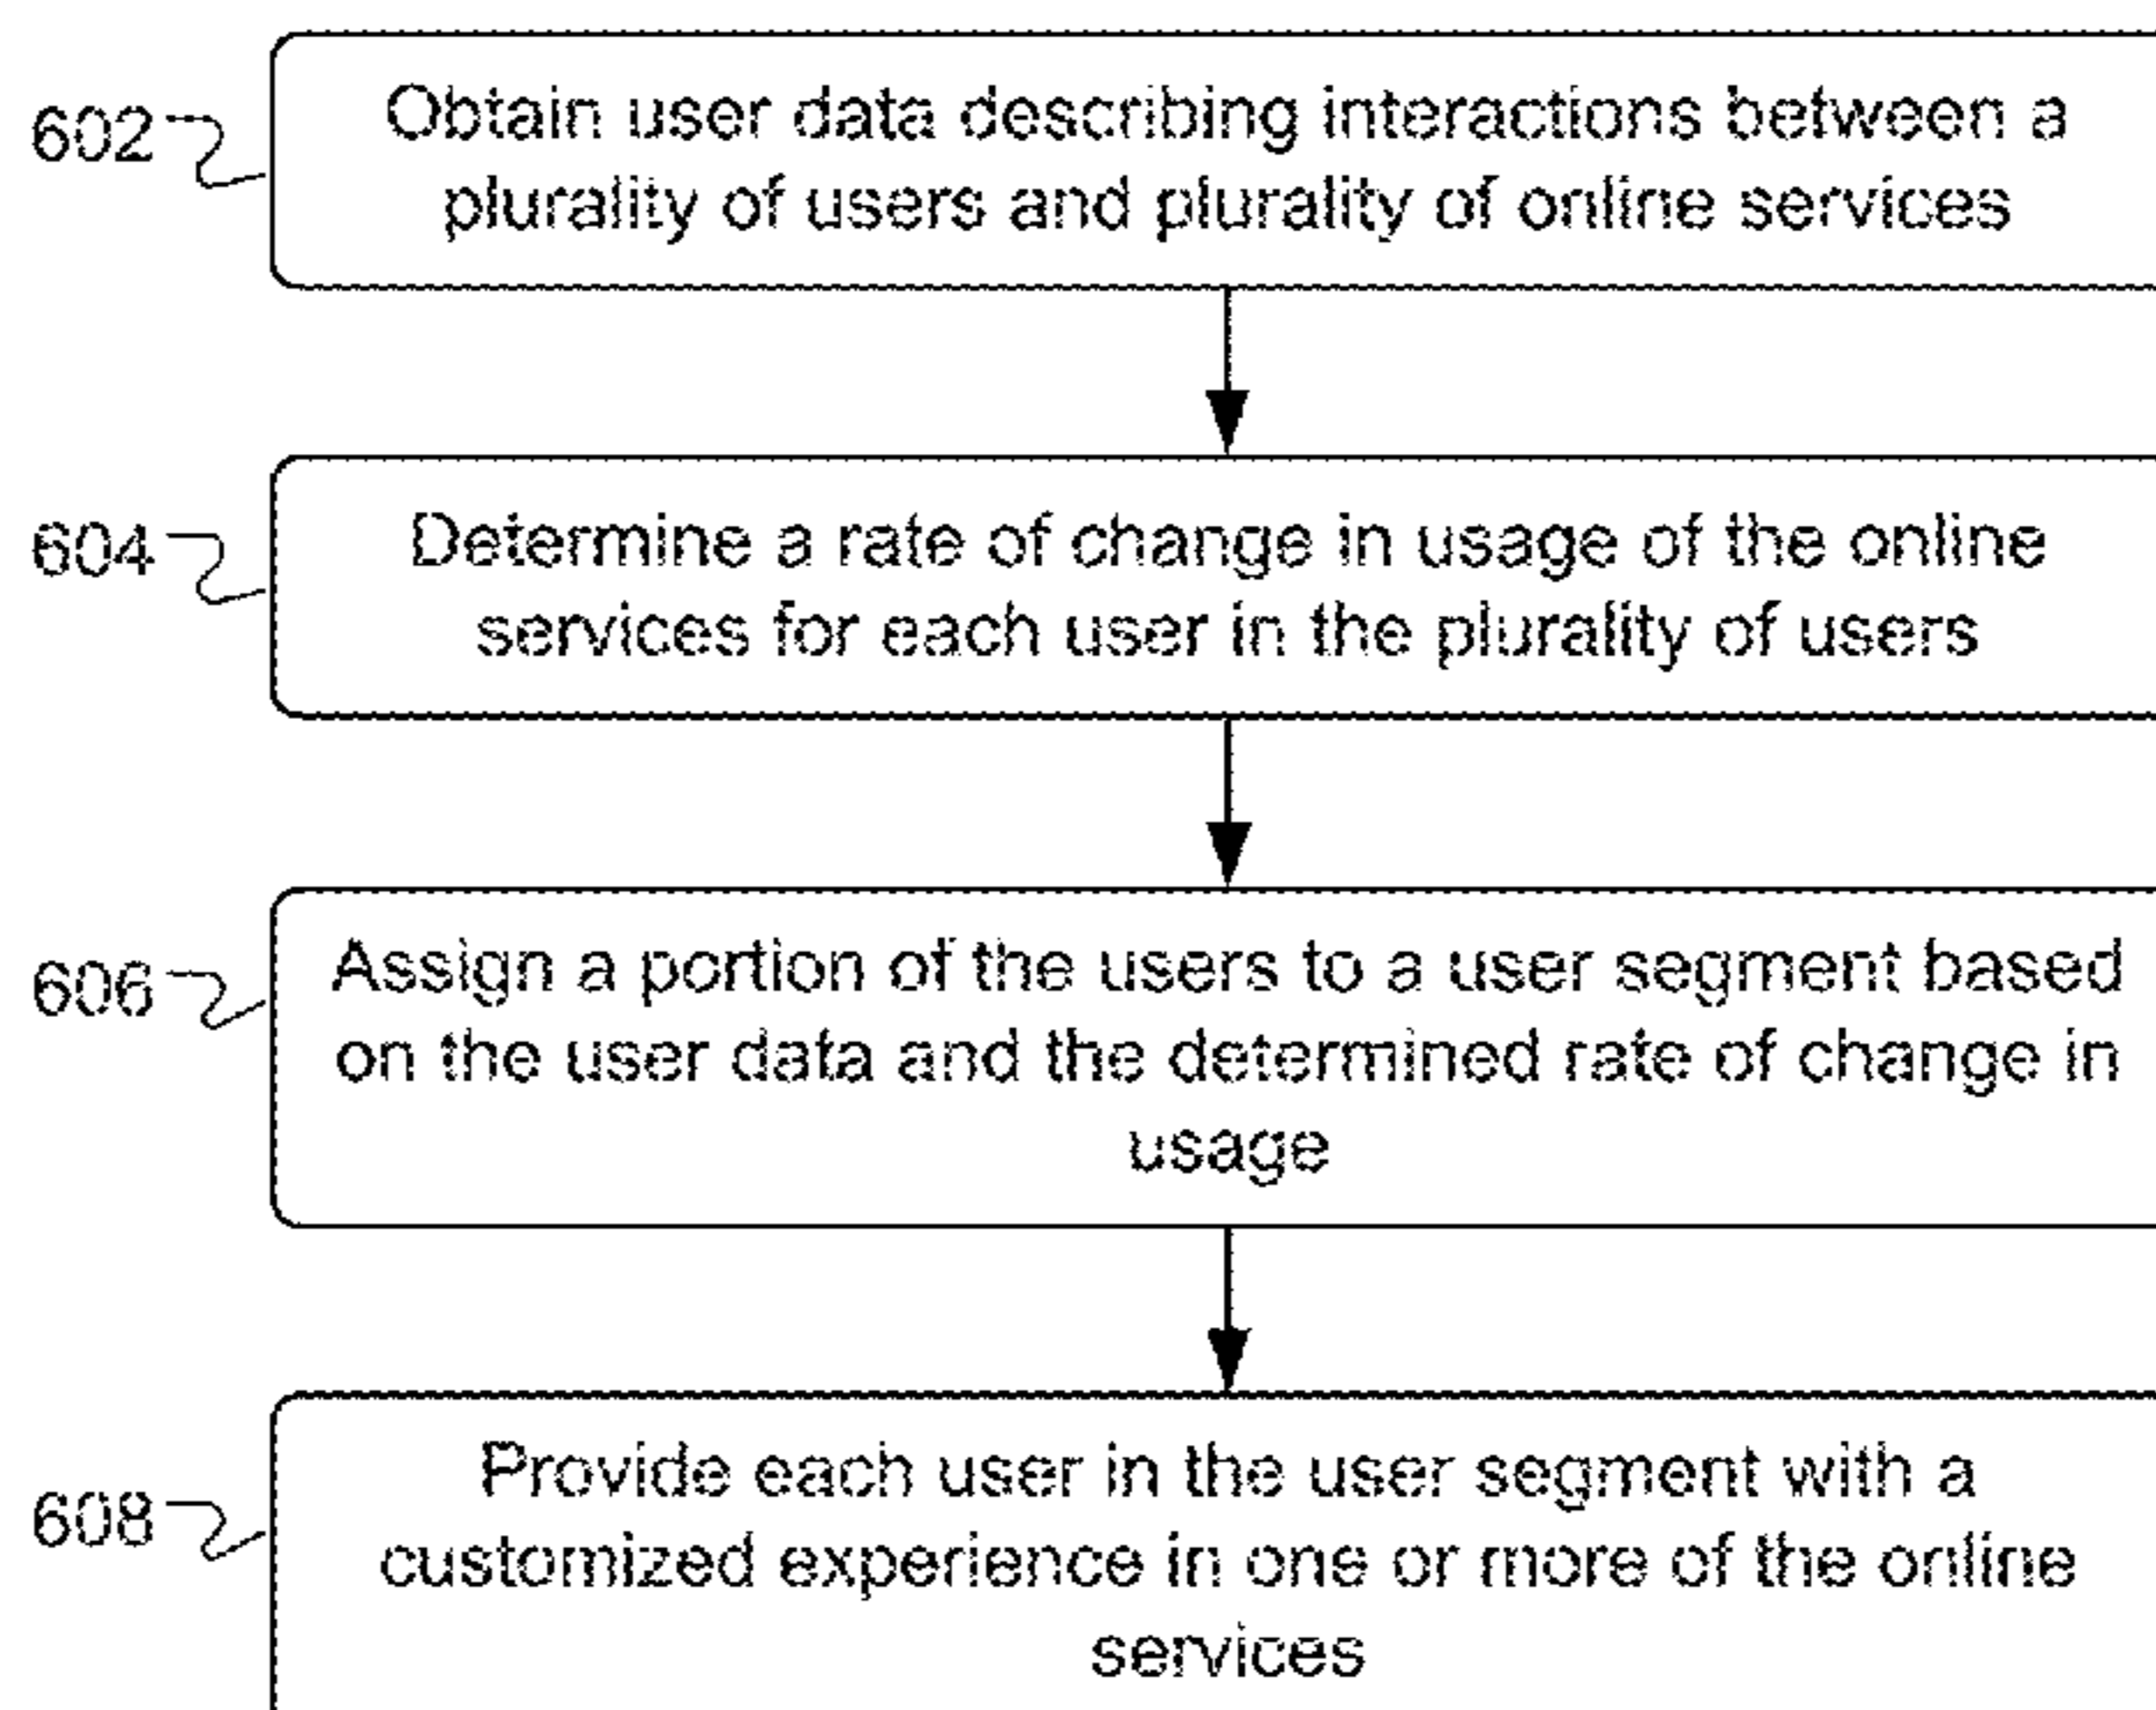 602
Obtain user data describing interactions between a
plurality of users and plurality of online services
604
Determine a rate of change in usage of the online
services for each user in the plurality of users
606
Assign a portion of the users to a user segment based
on the user data and the determined rate of change in
usage
608
Provide each user in the user segment with a
customized experience in one or more of the online
services